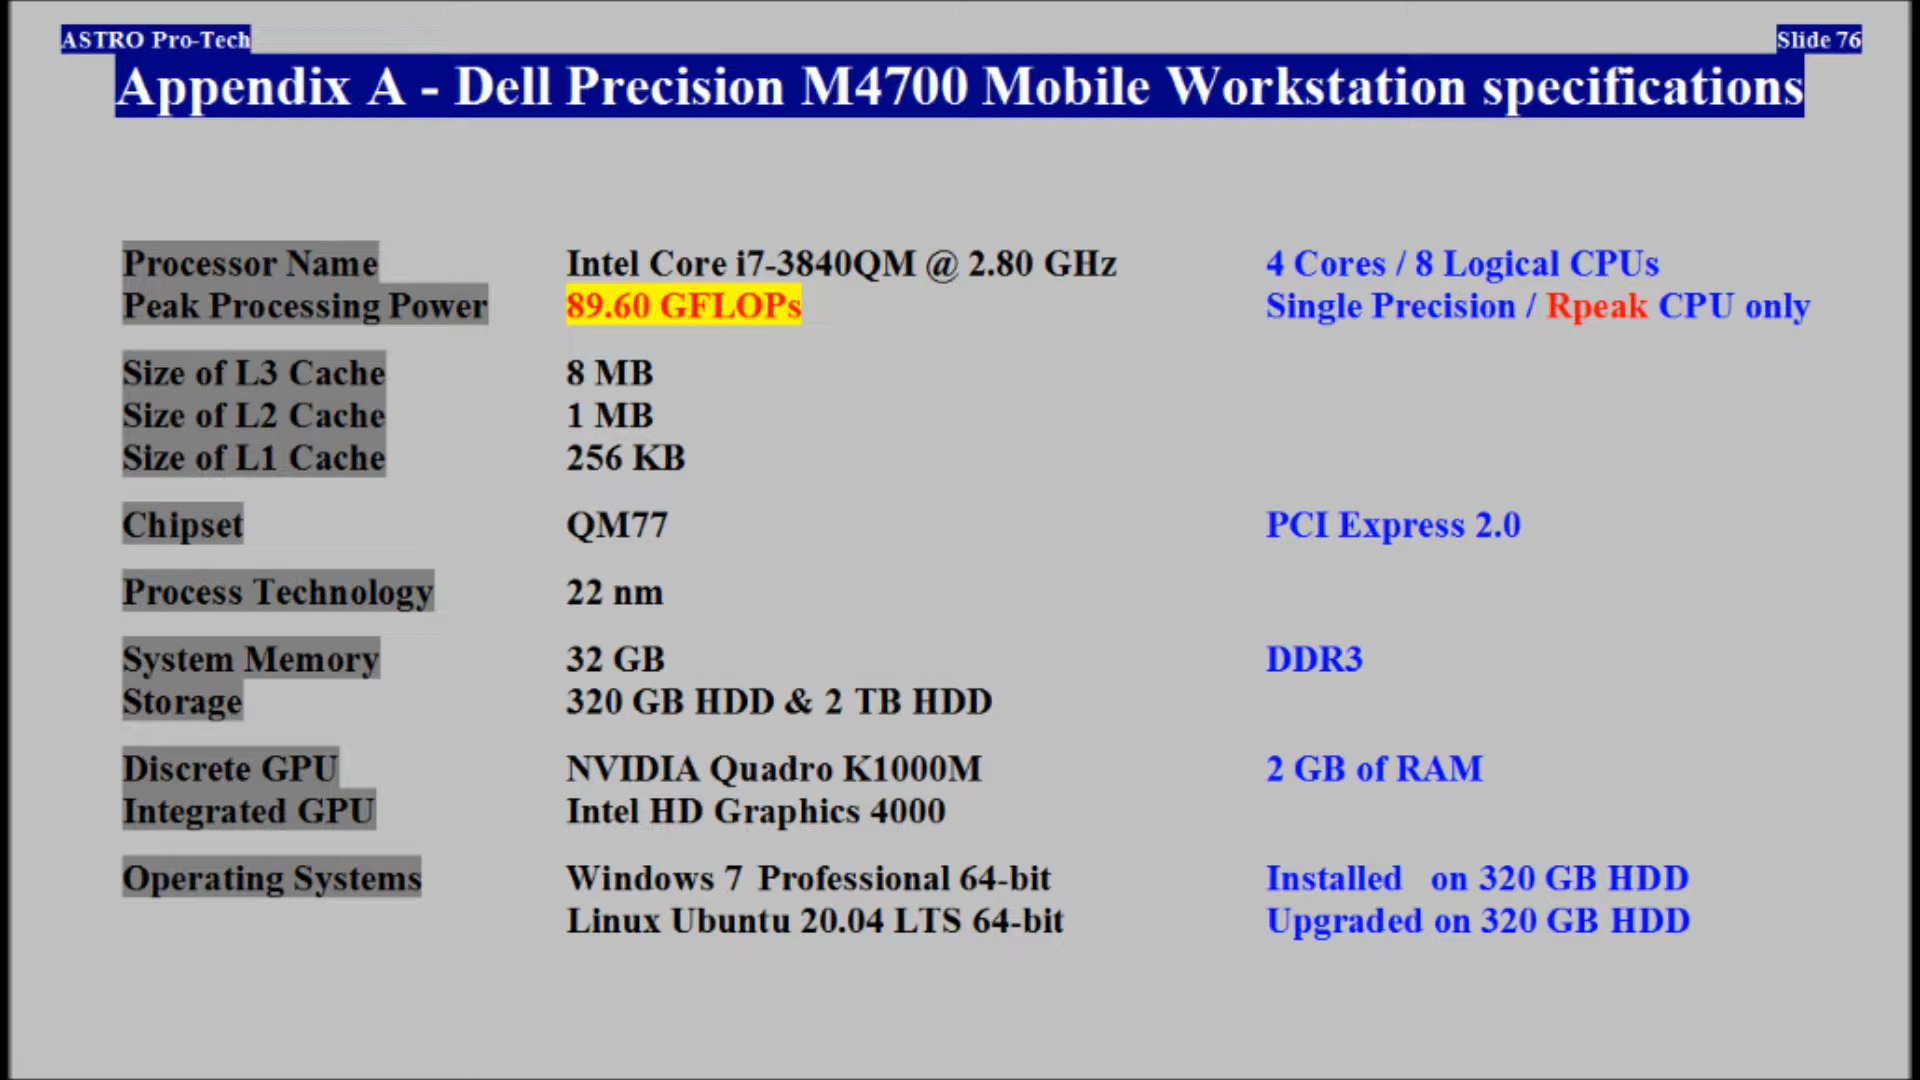 ASTRO Pro-Tech Slide 76
Appendix A - Dell Precision M4700 Mobile Workstation specifications
Processor Name Intel Core i7-3840QM @ 2.80 GHz 4 Cores / 8 Logical CPUs
Peak Processing Power 89.60 GFLOPs Single Precision / Rpeak CPU only
Size of L3 Cache 8 MB
Size of L2 Cache 1 MB
Size of L1 Cache 256 KB
Chipset QM77 PCI Express 2.0
Process Technology 22 nm
System Memory 32 GB DDR3
Storage 320 GB HDD & 2 TB HDD
Discrete GPU NVIDIA Quadro K1000M 2 GB of RAM
Integrated GPU Intel HD Graphics 4000
Operating Systems Windows 7 Professional 64-bit Installed on 320 GB HDD
Linux Ubuntu 20.04 LTS 64-bit Upgraded on 320 GB HDD